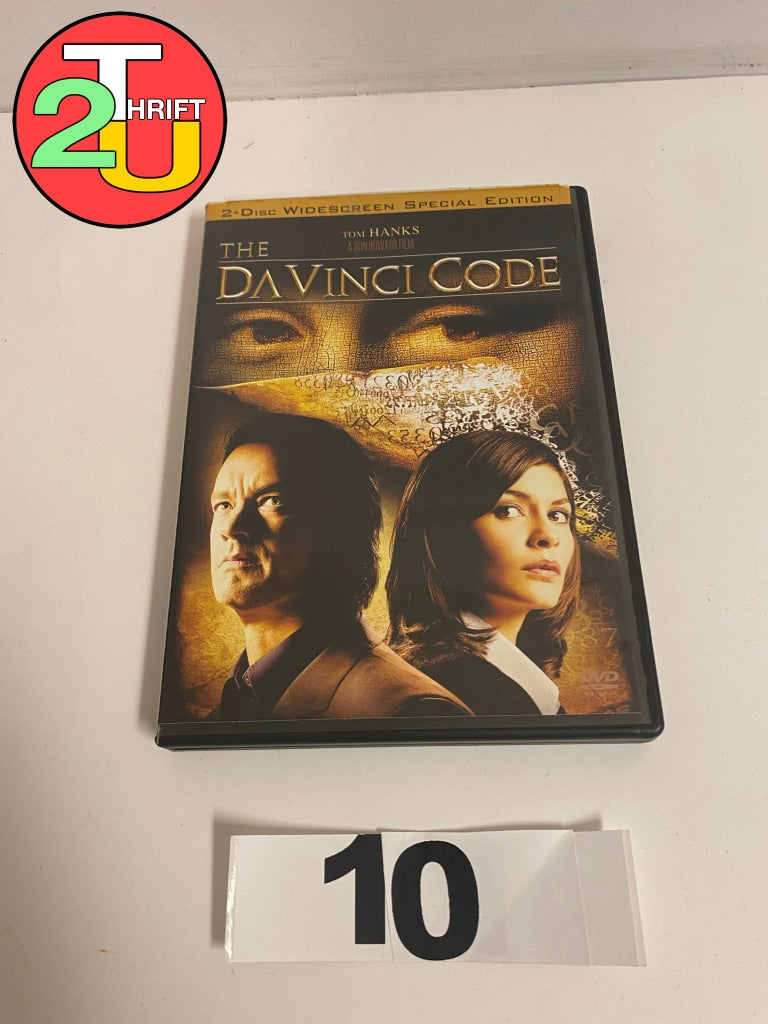 THRIFT
2U
2-Disc Widescreen Special Edition
TOM HANKS
A RON HOWARD FILM
THE
DA VINCI CODE
DVD
10